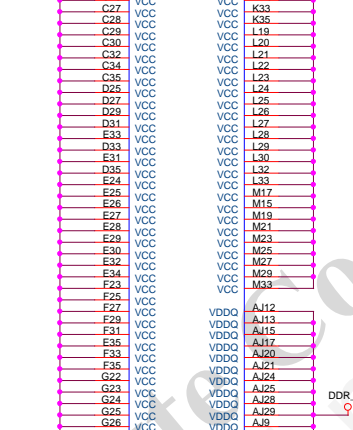 VCC
C27 VCC
C28 VCC
C29 VCC
C30 VCC
C32 VCC
C34 VCC
C35 VCC
D25 VCC
D27 VCC
D29 VCC
D31 VCC
E33 VCC
D33 VCC
E31 VCC
D35 VCC
E24 VCC
E25 VCC
E26 VCC
E27 VCC
E28 VCC
E29 VCC
E30 VCC
E32 VCC
E34 VCC
F23 VCC
F25 VCC
F27 VCC
F29 VCC
F31 VCC
E35 VCC
F33 VCC
F35 VCC
G22 VCC
G23 VCC
G24 VCC
G25 VCC
G26 VCC
VCC
VCC K33
VCC K35
VCC L19
VCC L20
VCC L21
VCC L22
VCC L23
VCC L24
VCC L25
VCC L26
VCC L27
VCC L28
VCC L29
VCC L30
VCC L32
VCC L33
VCC M17
VCC M15
VCC M19
VCC M21
VCC M23
VCC M25
VCC M27
VCC M29
VCC M33
VDDQ AJ12
VDDQ AJ13
VDDQ AJ15
VDDQ AJ17
VDDQ AJ20
VDDQ AJ21
VDDQ AJ24
VDDQ AJ25
VDDQ AJ28
VDDQ AJ29
VDDQ AJ9
DDR_
te Co